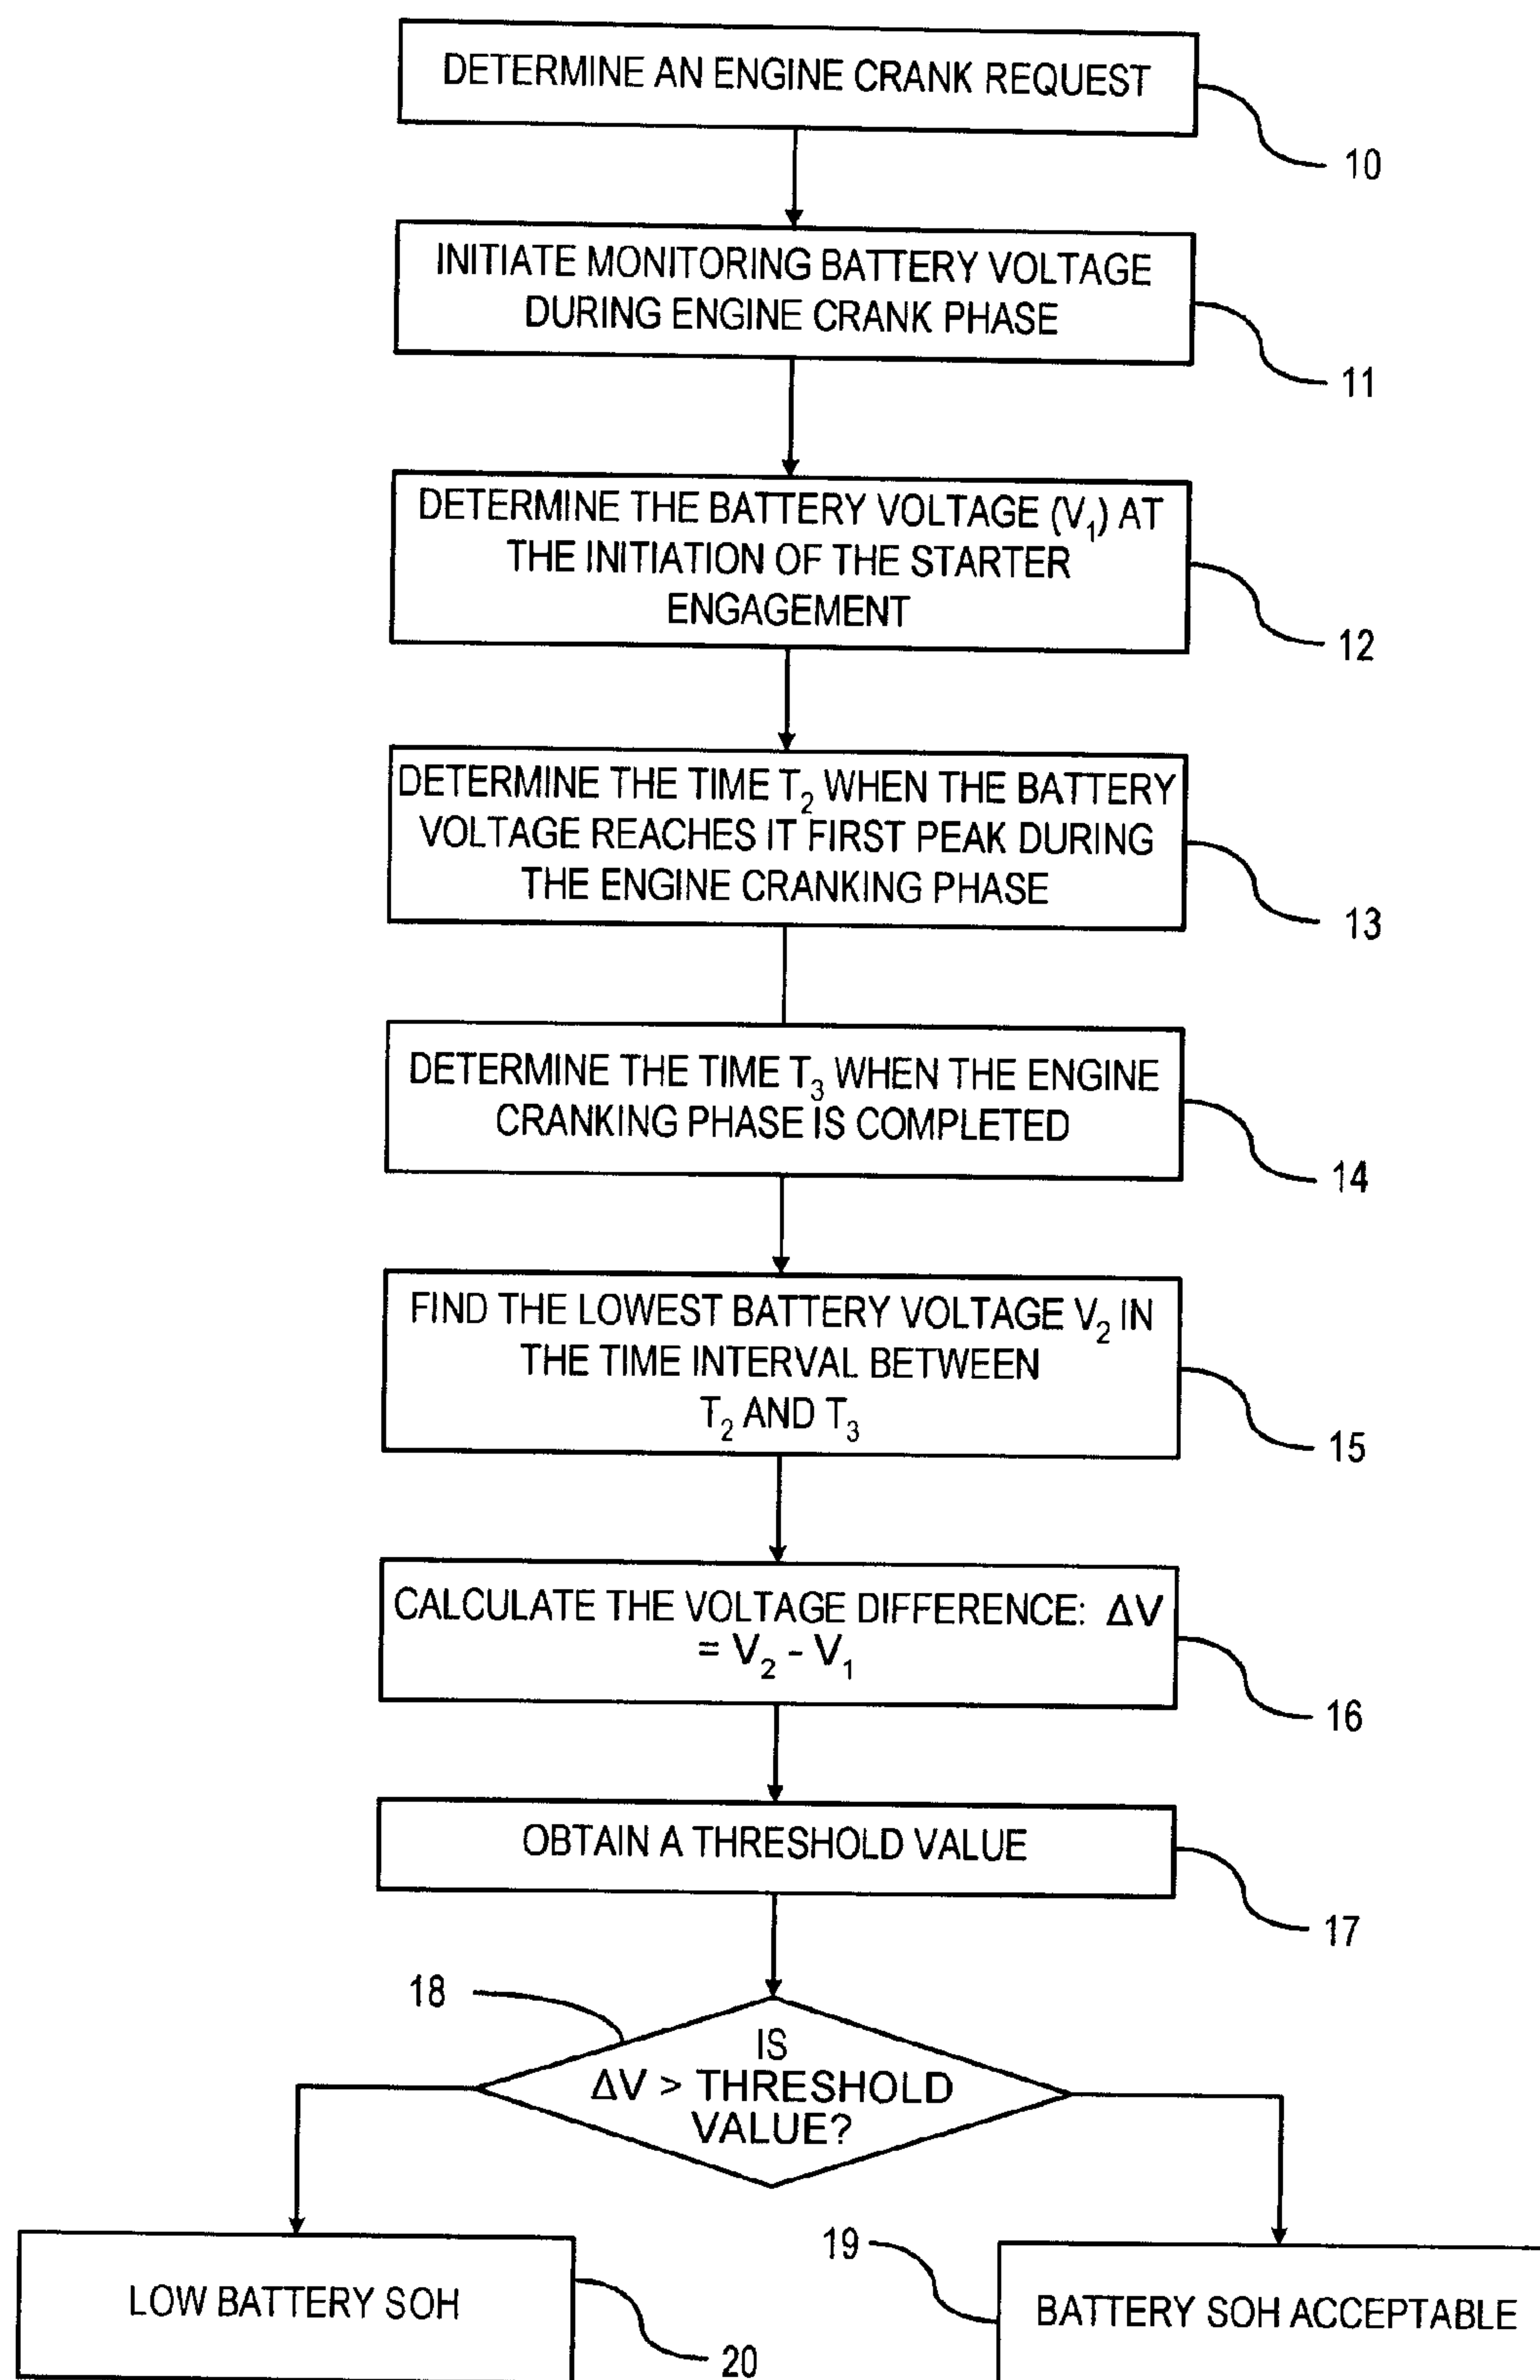 DETERMINE AN ENGINE CRANK REQUEST
10
INITIATE MONITORING BATTERY VOLTAGE
DURING ENGINE CRANK PHASE
11
DETERMINE THE BATTERY VOLTAGE (V₁) AT
THE INITIATION OF THE STARTER
ENGAGEMENT
12
DETERMINE THE TIME T₂ WHEN THE BATTERY
VOLTAGE REACHES IT FIRST PEAK DURING
THE ENGINE CRANKING PHASE
13
DETERMINE THE TIME T₃ WHEN THE ENGINE
CRANKING PHASE IS COMPLETED
14
FIND THE LOWEST BATTERY VOLTAGE V₂ IN
THE TIME INTERVAL BETWEEN
T₂ AND T₃
15
CALCULATE THE VOLTAGE DIFFERENCE: ΔV
= V₂ - V₁
16
OBTAIN A THRESHOLD VALUE
17
18
IS
ΔV > THRESHOLD
VALUE?
LOW BATTERY SOH
20
19
BATTERY SOH ACCEPTABLE